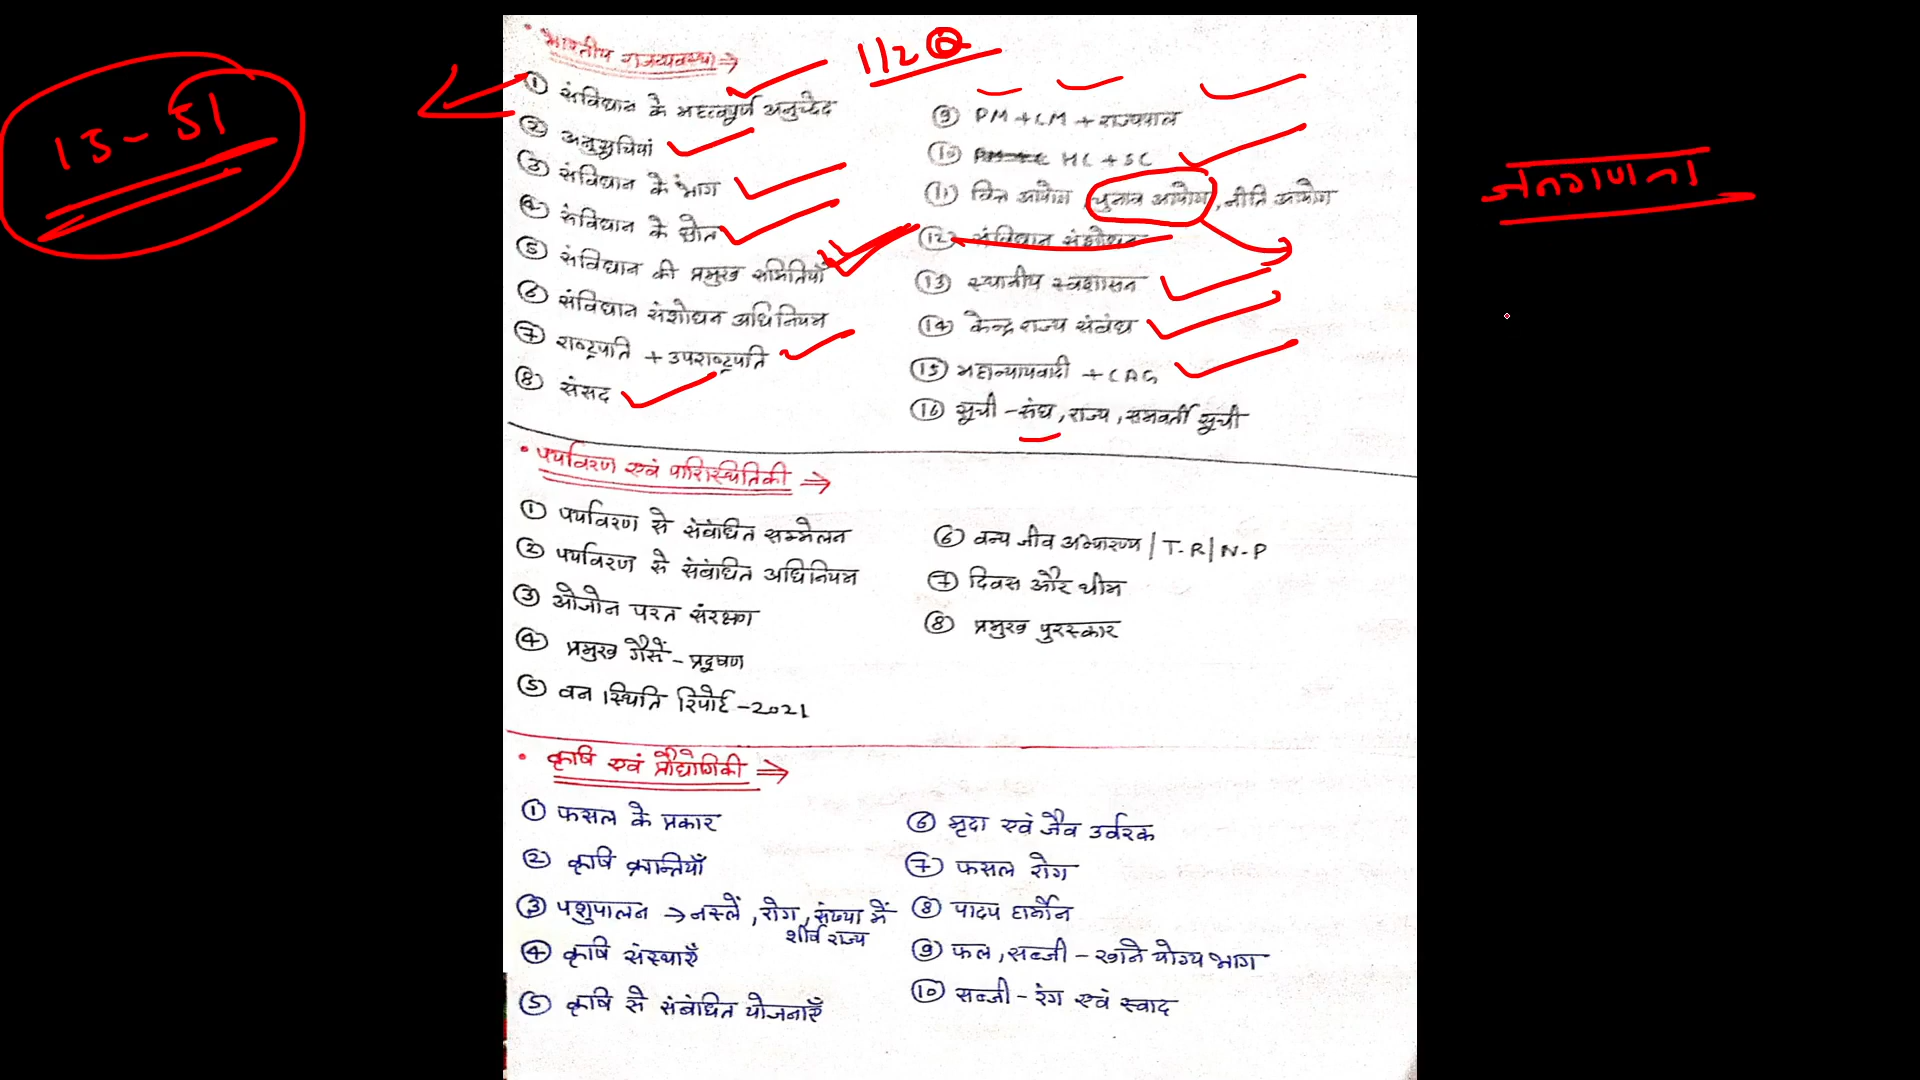 • भारतीय राज्यव्यवस्था ⇒
112 Q
① संविधान के महत्वपूर्ण अनुच्छेद
② अनुसूचियां
③ संविधान के भाग
④ संविधान के स्रोत
⑤ संविधान की प्रमुख समितियाँ
⑥ संविधान संशोधन अधिनियम
⑦ राष्ट्रपति + उपराष्ट्रपति
⑧ संसद
⑨ PM + CM + राज्यपाल
⑩ HC + SC
⑪ वित्त आयोग, चुनाव आयोग, नीति आयोग
⑫ संविधान संशोधन
⑬ स्थानीय स्वशासन
⑭ केन्द्र राज्य संबंध
⑮ महान्यायवादी + CAG
⑯ सूची - संघ, राज्य, समवर्ती सूची
15 - 51
जनगणना
• पर्यावरण एवं पारिस्थितिकी ⇒
① पर्यावरण से संबंधित सम्मेलन
② पर्यावरण से संबंधित अधिनियम
③ ओजोन परत संरक्षण
④ प्रमुख गैसें - प्रदूषण
⑤ वन स्थिति रिपोर्ट - 2021
⑥ वन्य जीव अभ्यारण्य | T-R | N-P
⑦ दिवस और थीम
⑧ प्रमुख पुरस्कार
• कृषि एवं प्रौद्योगिकी ⇒
① फसल के प्रकार
② कृषि क्रान्तियाँ
③ पशुपालन → नस्लें, रोग, संख्या में
शीर्ष राज्य
④ कृषि संस्थाएँ
⑤ कृषि से संबंधित योजनाएँ
⑥ मृदा एवं जैव उर्वरक
⑦ फसल रोग
⑧ पादप हार्मोन
⑨ फल, सब्जी - खाने योग्य भाग
⑩ सब्जी - रंग एवं स्वाद